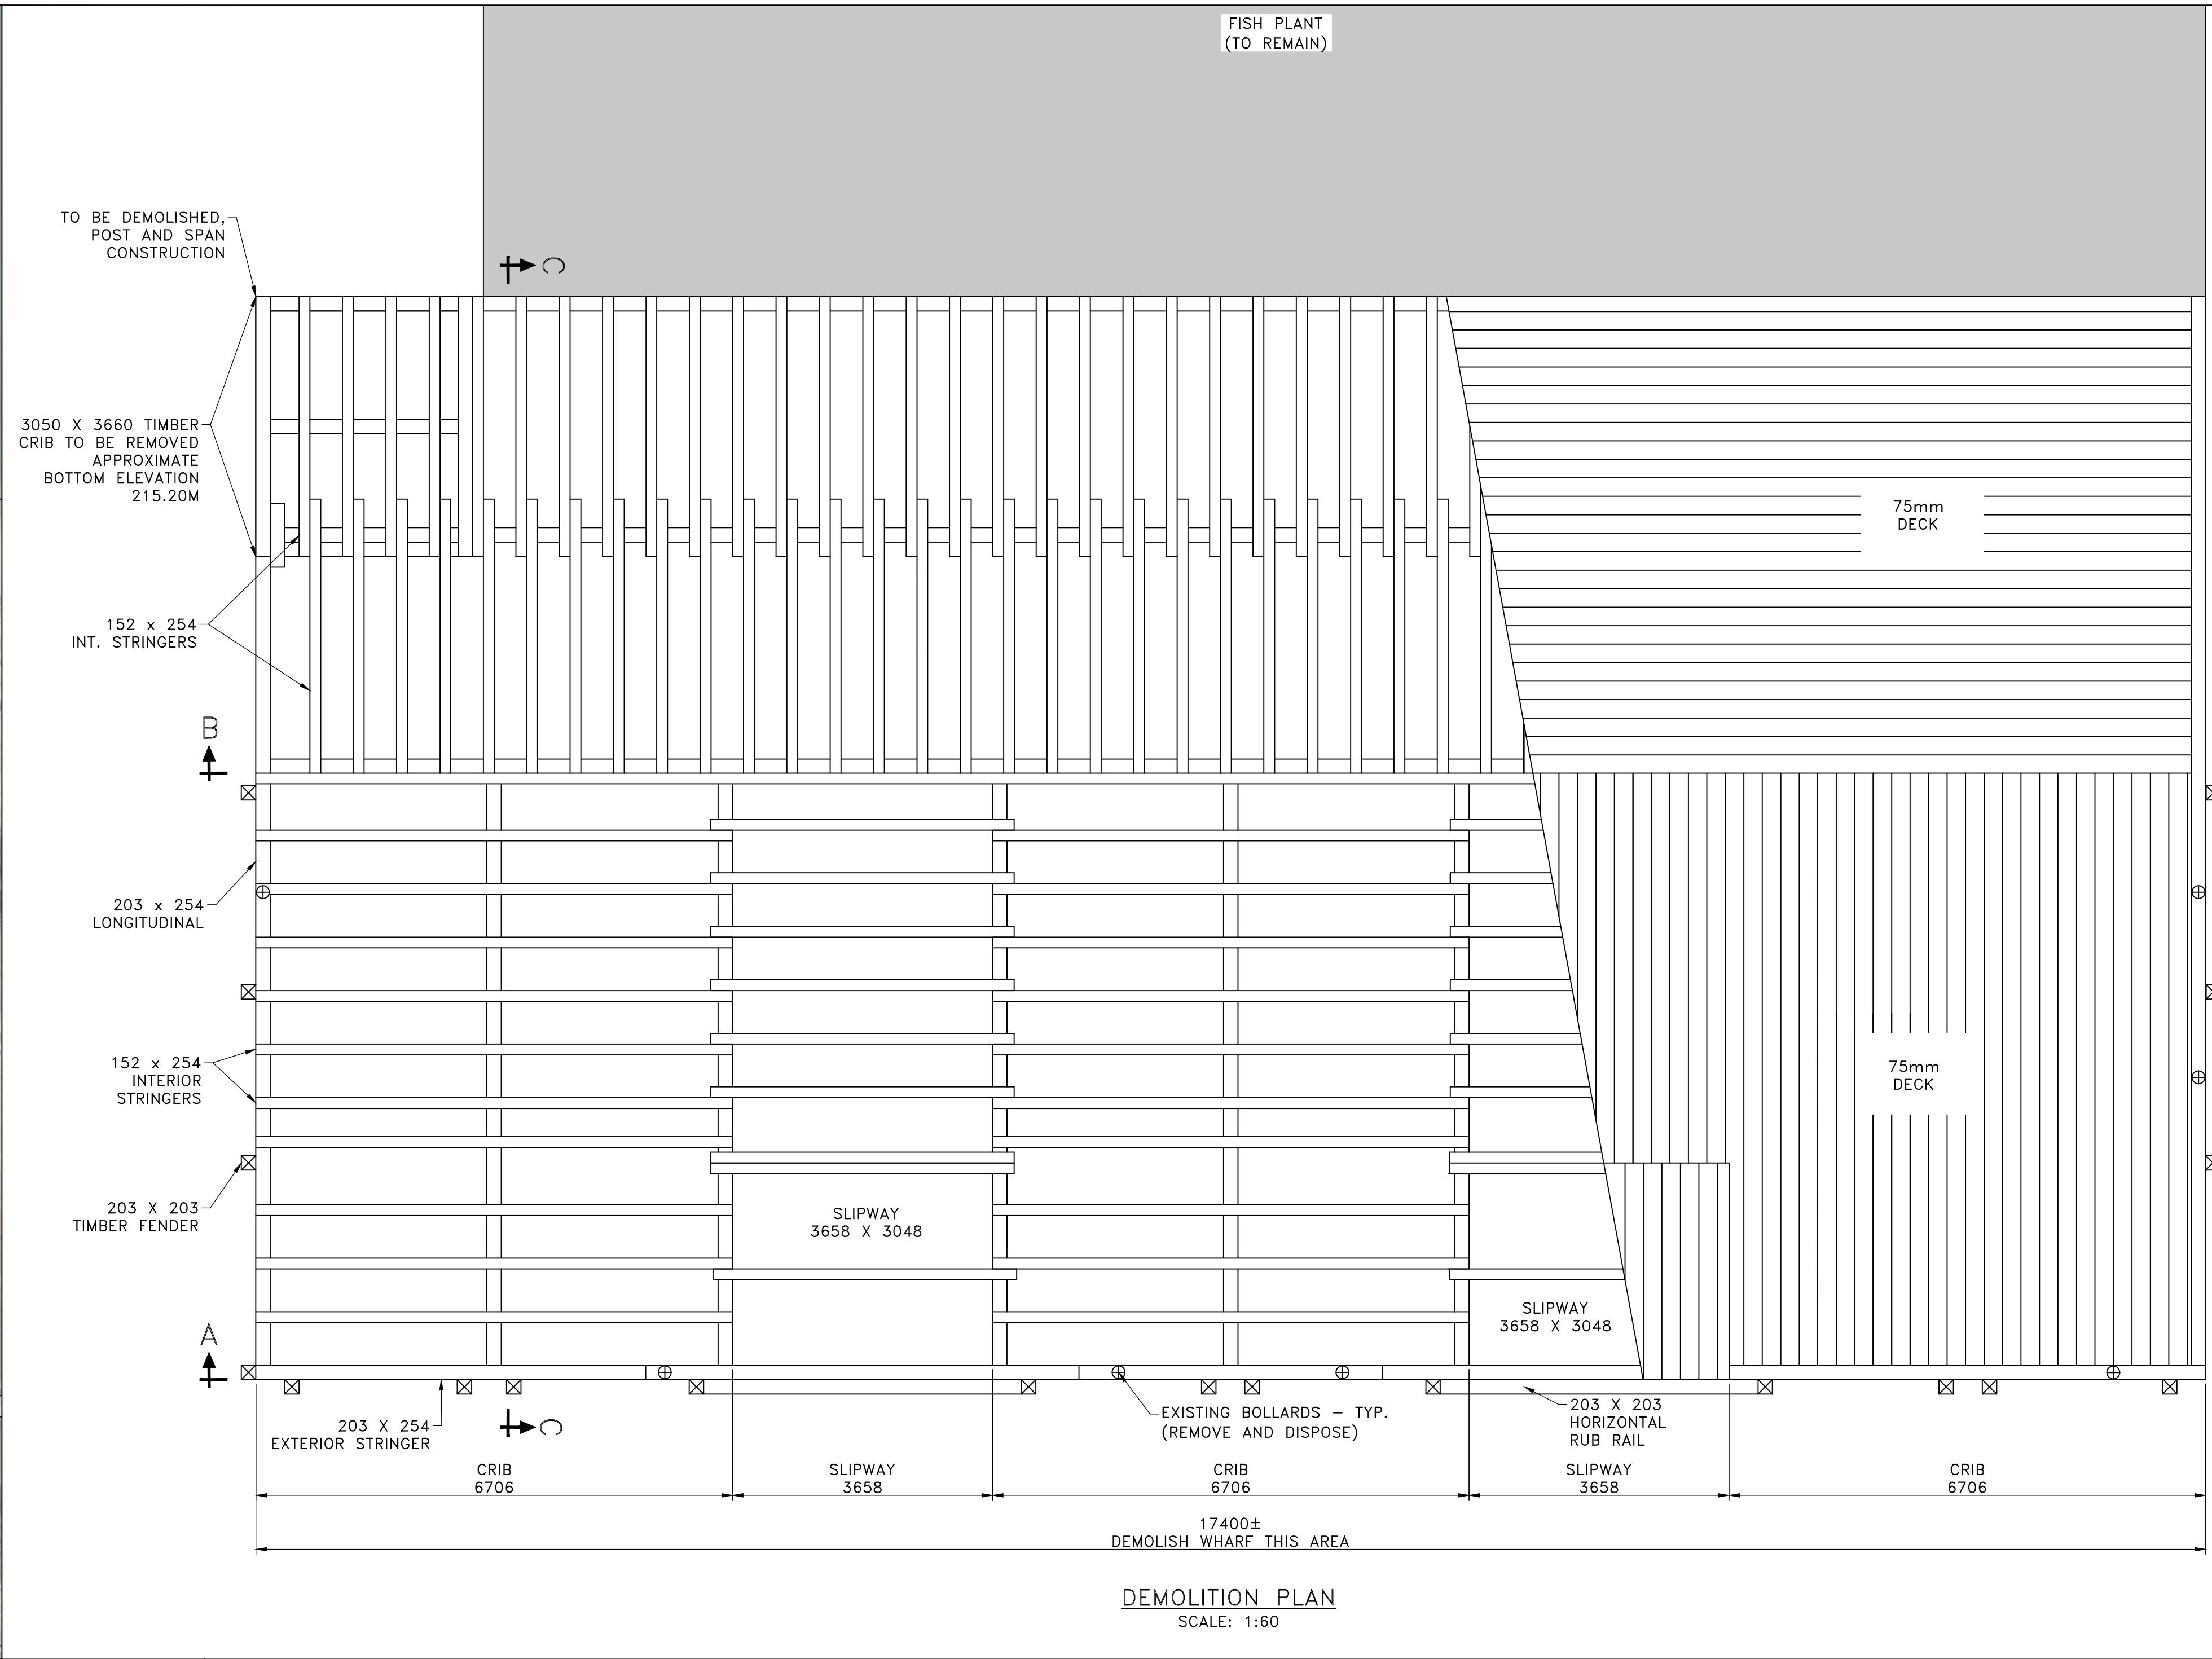 FISH PLANT
(TO REMAIN)
TO BE DEMOLISHED,
POST AND SPAN
CONSTRUCTION
C
3050 X 3660 TIMBER
CRIB TO BE REMOVED
APPROXIMATE
BOTTOM ELEVATION
215.20M
75mm
DECK
152 x 254
INT. STRINGERS
B
203 x 254
LONGITUDINAL
152 x 254
INTERIOR
STRINGERS
75mm
DECK
203 X 203
TIMBER FENDER
SLIPWAY
3658 X 3048
SLIPWAY
3658 X 3048
A
203 X 254
EXTERIOR STRINGER
C
EXISTING BOLLARDS – TYP.
(REMOVE AND DISPOSE)
203 X 203
HORIZONTAL
RUB RAIL
CRIB
6706
SLIPWAY
3658
CRIB
6706
SLIPWAY
3658
CRIB
6706
17400±
DEMOLISH WHARF THIS AREA
DEMOLITION PLAN
SCALE: 1:60